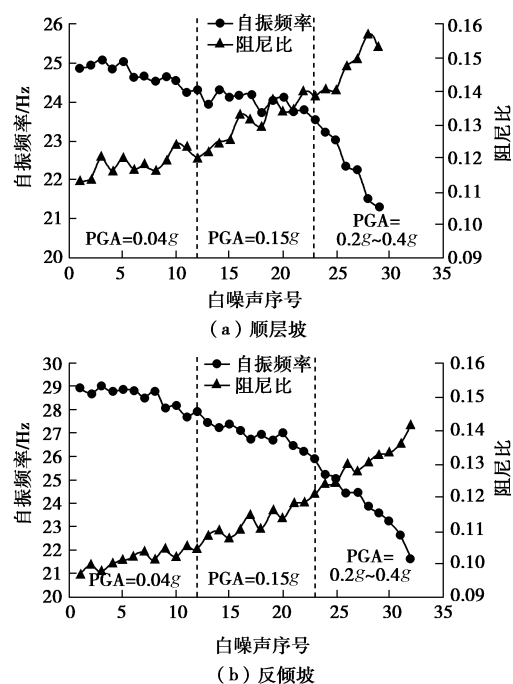 自振频率
阻尼比
26
25
24
23
22
21
20
自振频率/Hz
0.16
0.15
0.14
0.13
0.12
0.11
0.10
0.09
阻尼比
PGA=0.04g
PGA=0.15g
PGA=
0.2g~0.4g
0 5 10 15 20 25 30 35
白噪声序号
(a)顺层坡
自振频率
阻尼比
30
29
28
27
26
25
24
23
22
21
20
自振频率/Hz
0.16
0.15
0.14
0.13
0.12
0.11
0.10
0.09
阻尼比
PGA=0.04g
PGA=0.15g
PGA=
0.2g~0.4g
0 5 10 15 20 25 30 35
白噪声序号
(b)反倾坡